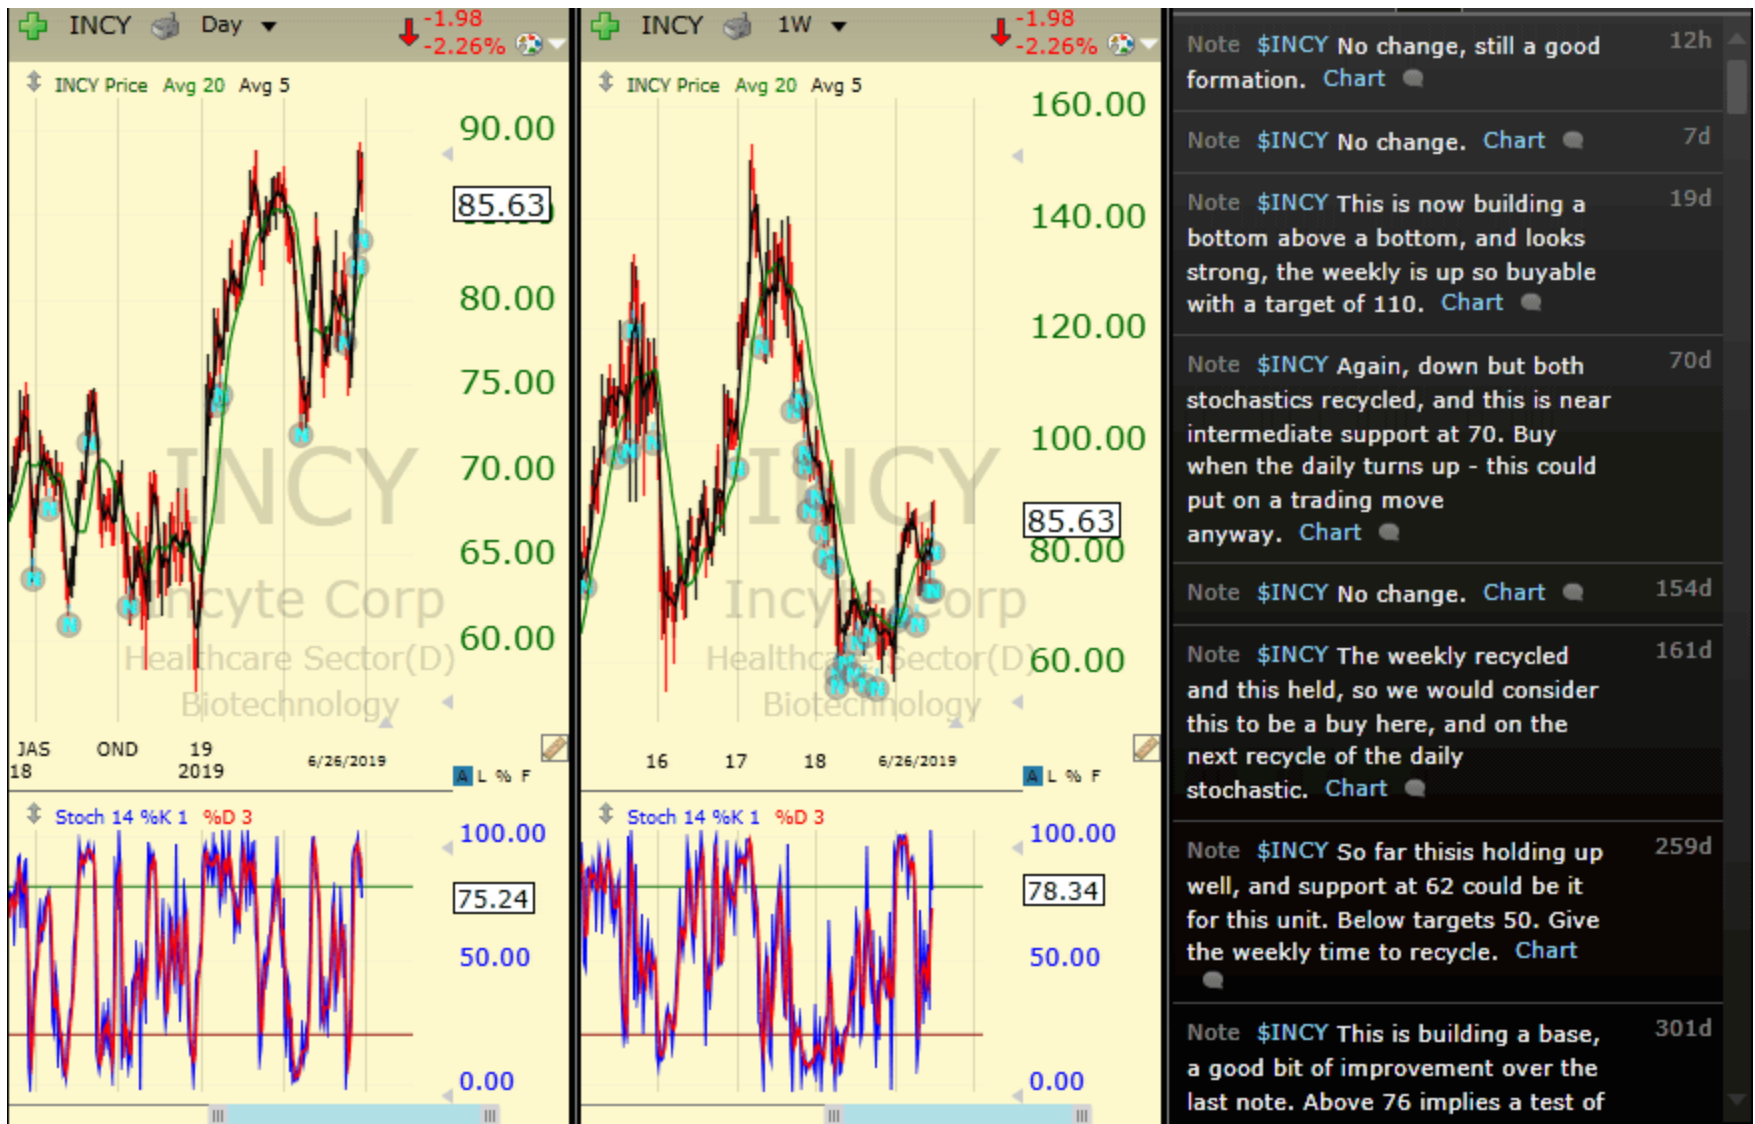 INCY Day -1.98
-2.26%
INCY Price Avg 20 Avg 5
90.00
85.63
80.00
75.00
70.00
65.00
60.00
INCY
Incyte Corp
Healthcare Sector(D)
Biotechnology
JAS OND 19 6/26/2019
18 2019
A L % F
Stoch 14 %K 1 %D 3
100.00
75.24
50.00
0.00
INCY 1W -1.98
-2.26%
INCY Price Avg 20 Avg 5
160.00
140.00
120.00
100.00
85.63
80.00
60.00
INCY
Incyte Corp
Healthcare Sector(D)
Biotechnology
16 17 18 6/26/2019
A L % F
Stoch 14 %K 1 %D 3
100.00
78.34
50.00
0.00
Note $INCY No change, still a good 12h
formation. Chart
Note $INCY No change. Chart 7d
Note $INCY This is now building a 19d
bottom above a bottom, and looks
strong, the weekly is up so buyable
with a target of 110. Chart
Note $INCY Again, down but both 70d
stochastics recycled, and this is near
intermediate support at 70. Buy
when the daily turns up - this could
put on a trading move
anyway. Chart
Note $INCY No change. Chart 154d
Note $INCY The weekly recycled 161d
and this held, so we would consider
this to be a buy here, and on the
next recycle of the daily
stochastic. Chart
Note $INCY So far thisis holding up 259d
well, and support at 62 could be it
for this unit. Below targets 50. Give
the weekly time to recycle. Chart
Note $INCY This is building a base, 301d
a good bit of improvement over the
last note. Above 76 implies a test of